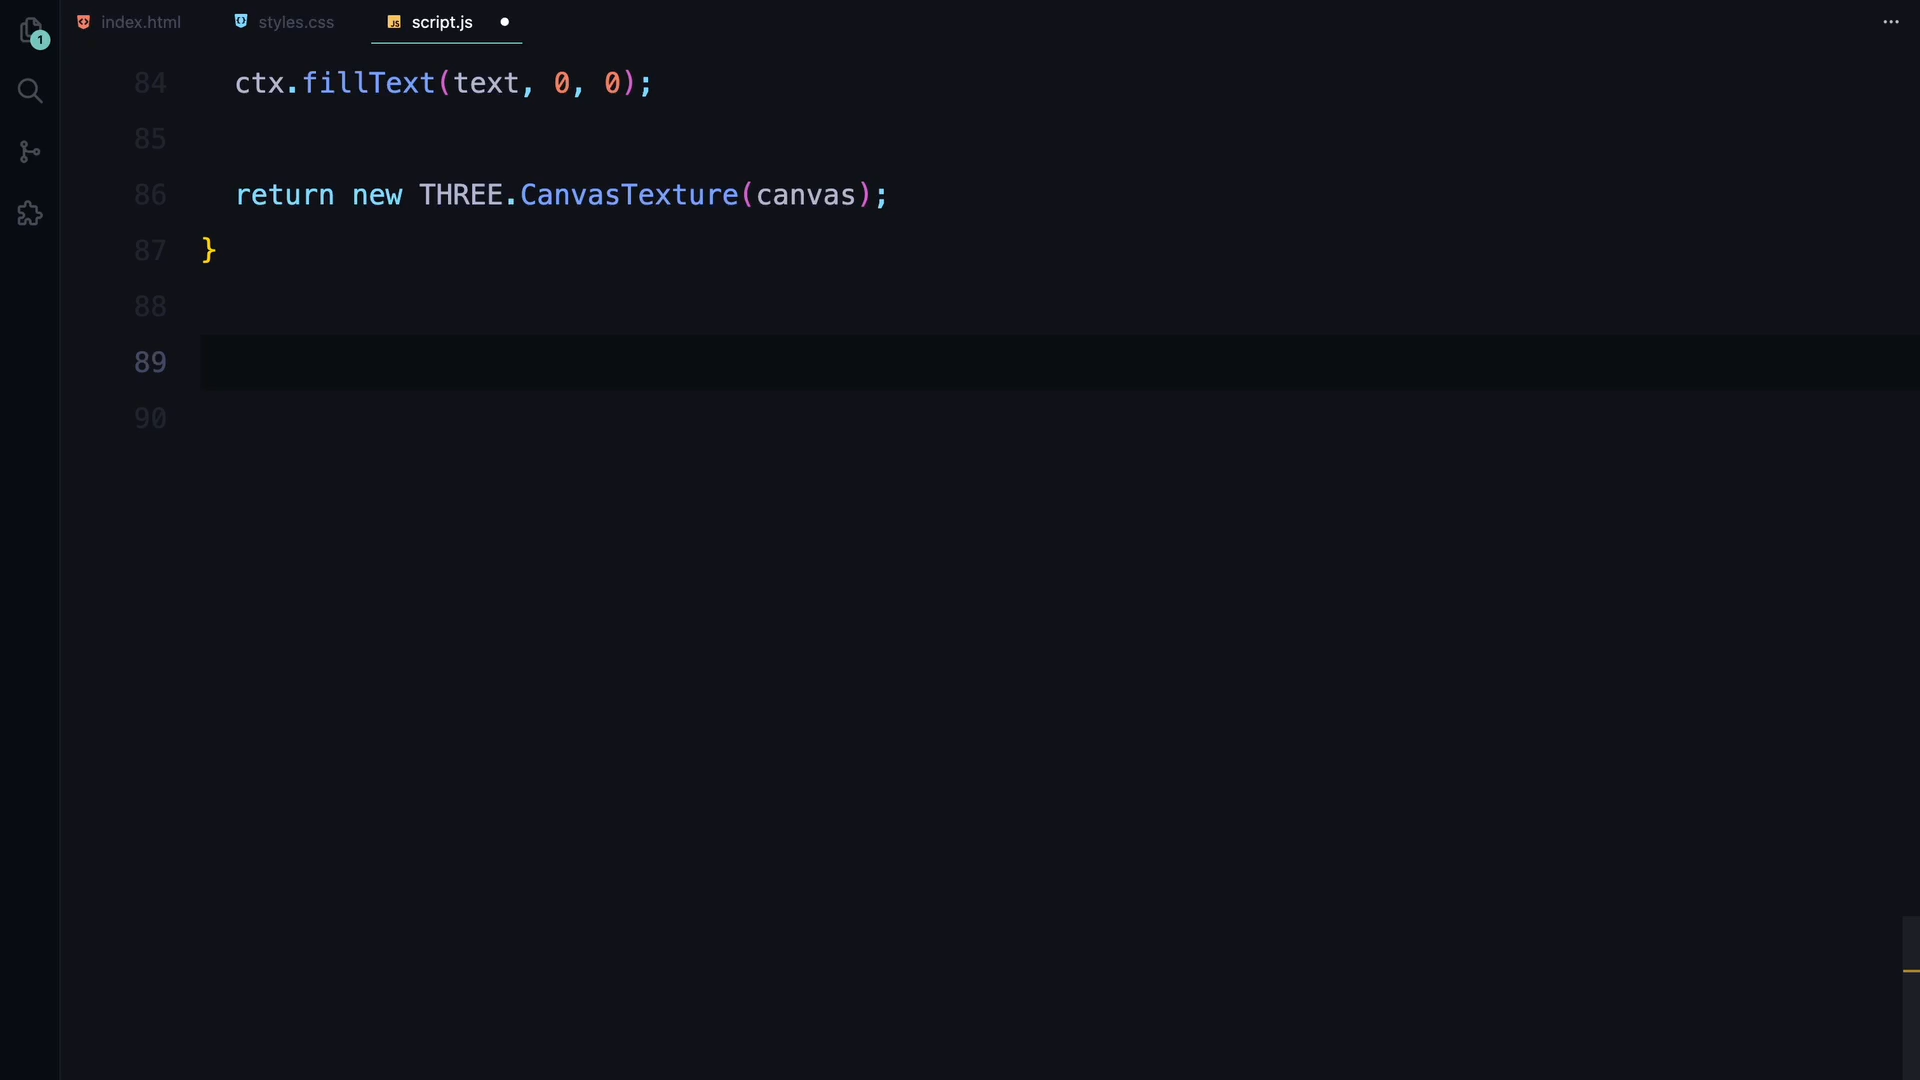 index.html styles.css script.js
1
84 ctx.fillText(text, 0, 0);
85
86 return new THREE.CanvasTexture(canvas);
87 }
88
89
90